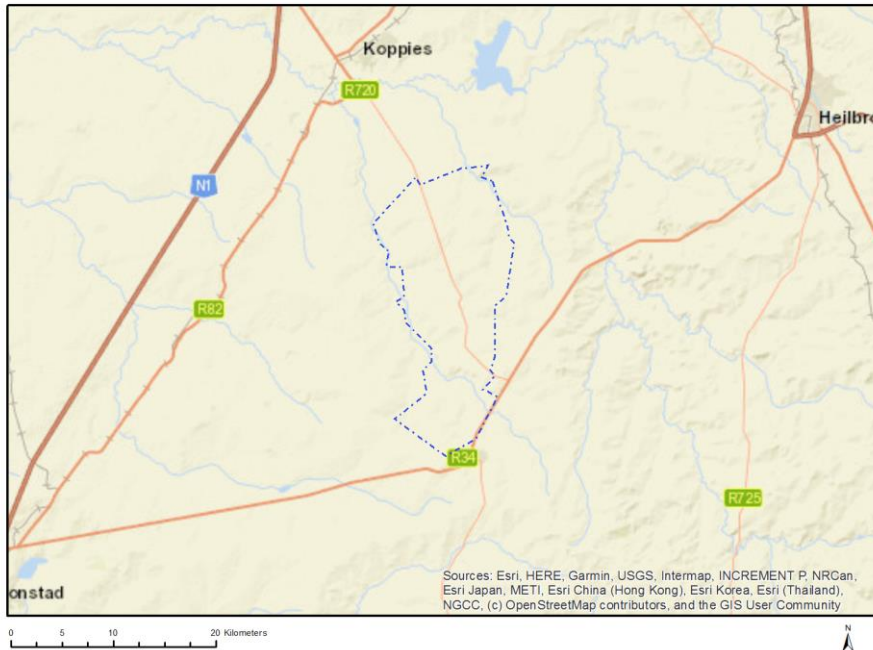 Koppies
R720
Heilbro
N1
R82
R34
R725
onstad
Sources: Esri, HERE, Garmin, USGS, Intermap, INCREMENT P, NRCan,
Esri Japan, METI, Esri China (Hong Kong), Esri Korea, Esri (Thailand),
NGCC, (c) OpenStreetMap contributors, and the GIS User Community
0 5 10 20 Kilometers
N